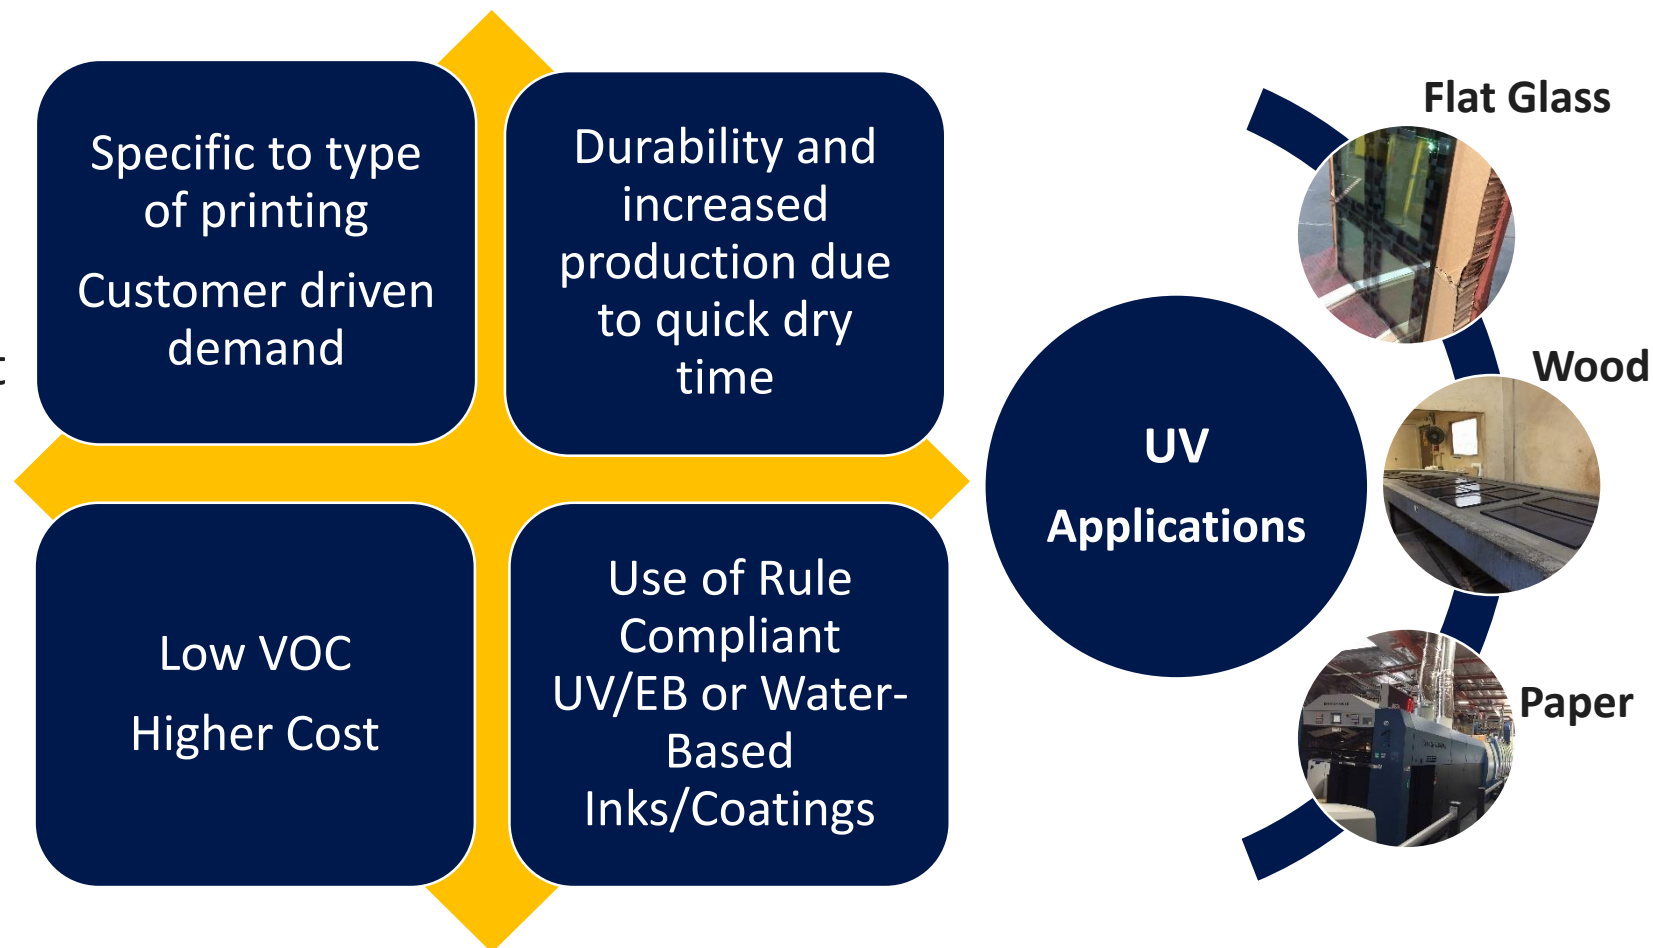 Specific to type
of printing
Customer driven
demand
Durability and
increased
production due
to quick dry
time
Low VOC
Higher Cost
Use of Rule
Compliant
UV/EB or Water-
Based
Inks/Coatings
UV
Applications
Flat Glass
Wood
Paper